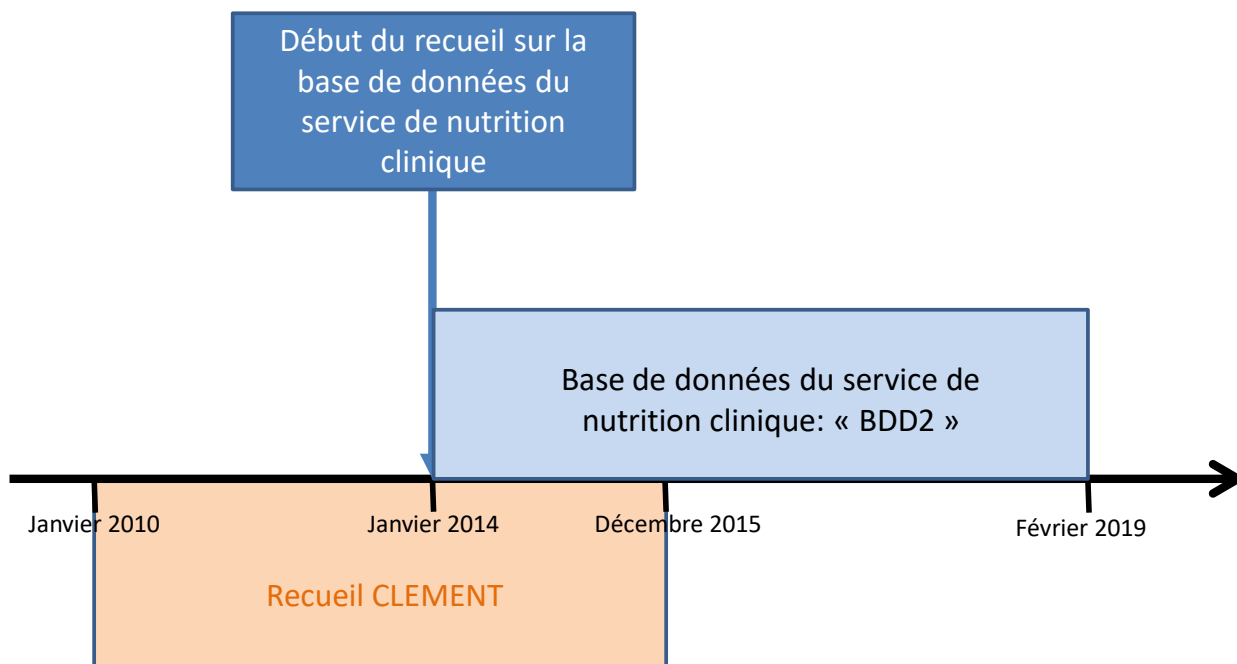 Début du recueil sur la
base de données du
service de nutrition
clinique
Base de données du service de
nutrition clinique: « BDD2 »
Janvier 2010
Janvier 2014
Décembre 2015
Février 2019
Recueil CLEMENT